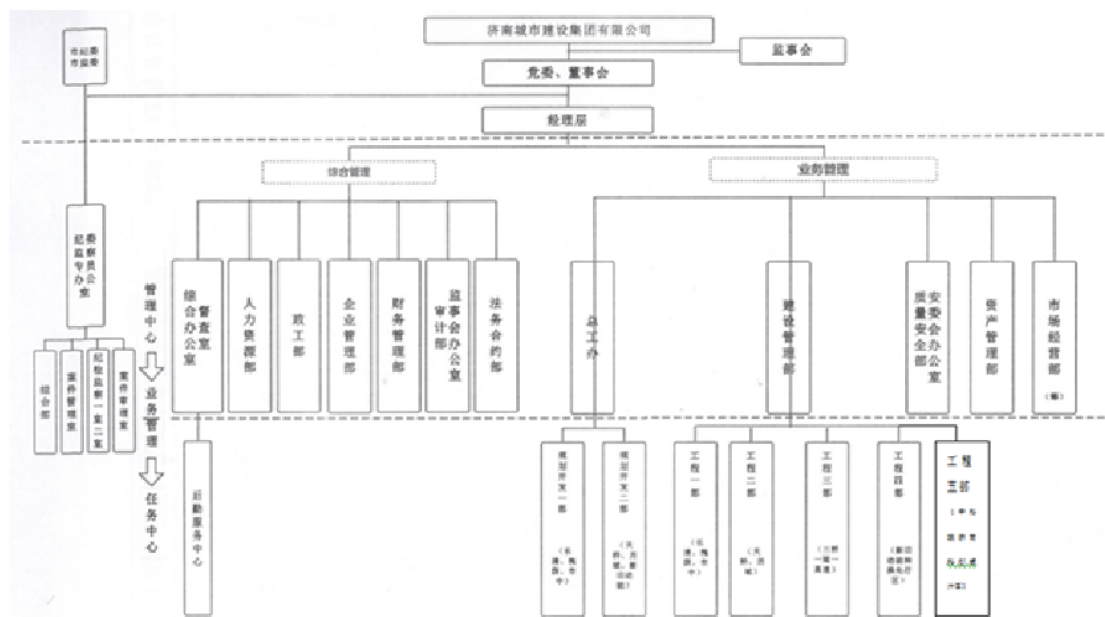 济南城市建设集团有限公司
监事会
市纪委
市监委
党委、董事会
经理层
综合管理
业务管理
纪委
监察
专员
办公室
管理中心
业务管理
任务中心
综合办公室
督查室
人力资源部
政工部
企业管理部
财务管理部
审计部
监事会办公室
法务合约部
总工办
建设管理部
质量安全部
安委会办公室
资产管理部
市场经营部
(筹)
综合部
案件管理室
纪检监察一室二室
案件审理室
后勤服务中心
规划开发一部
规划开发二部
工程一部
工程二部
工程三部
工程四部
工程
五部